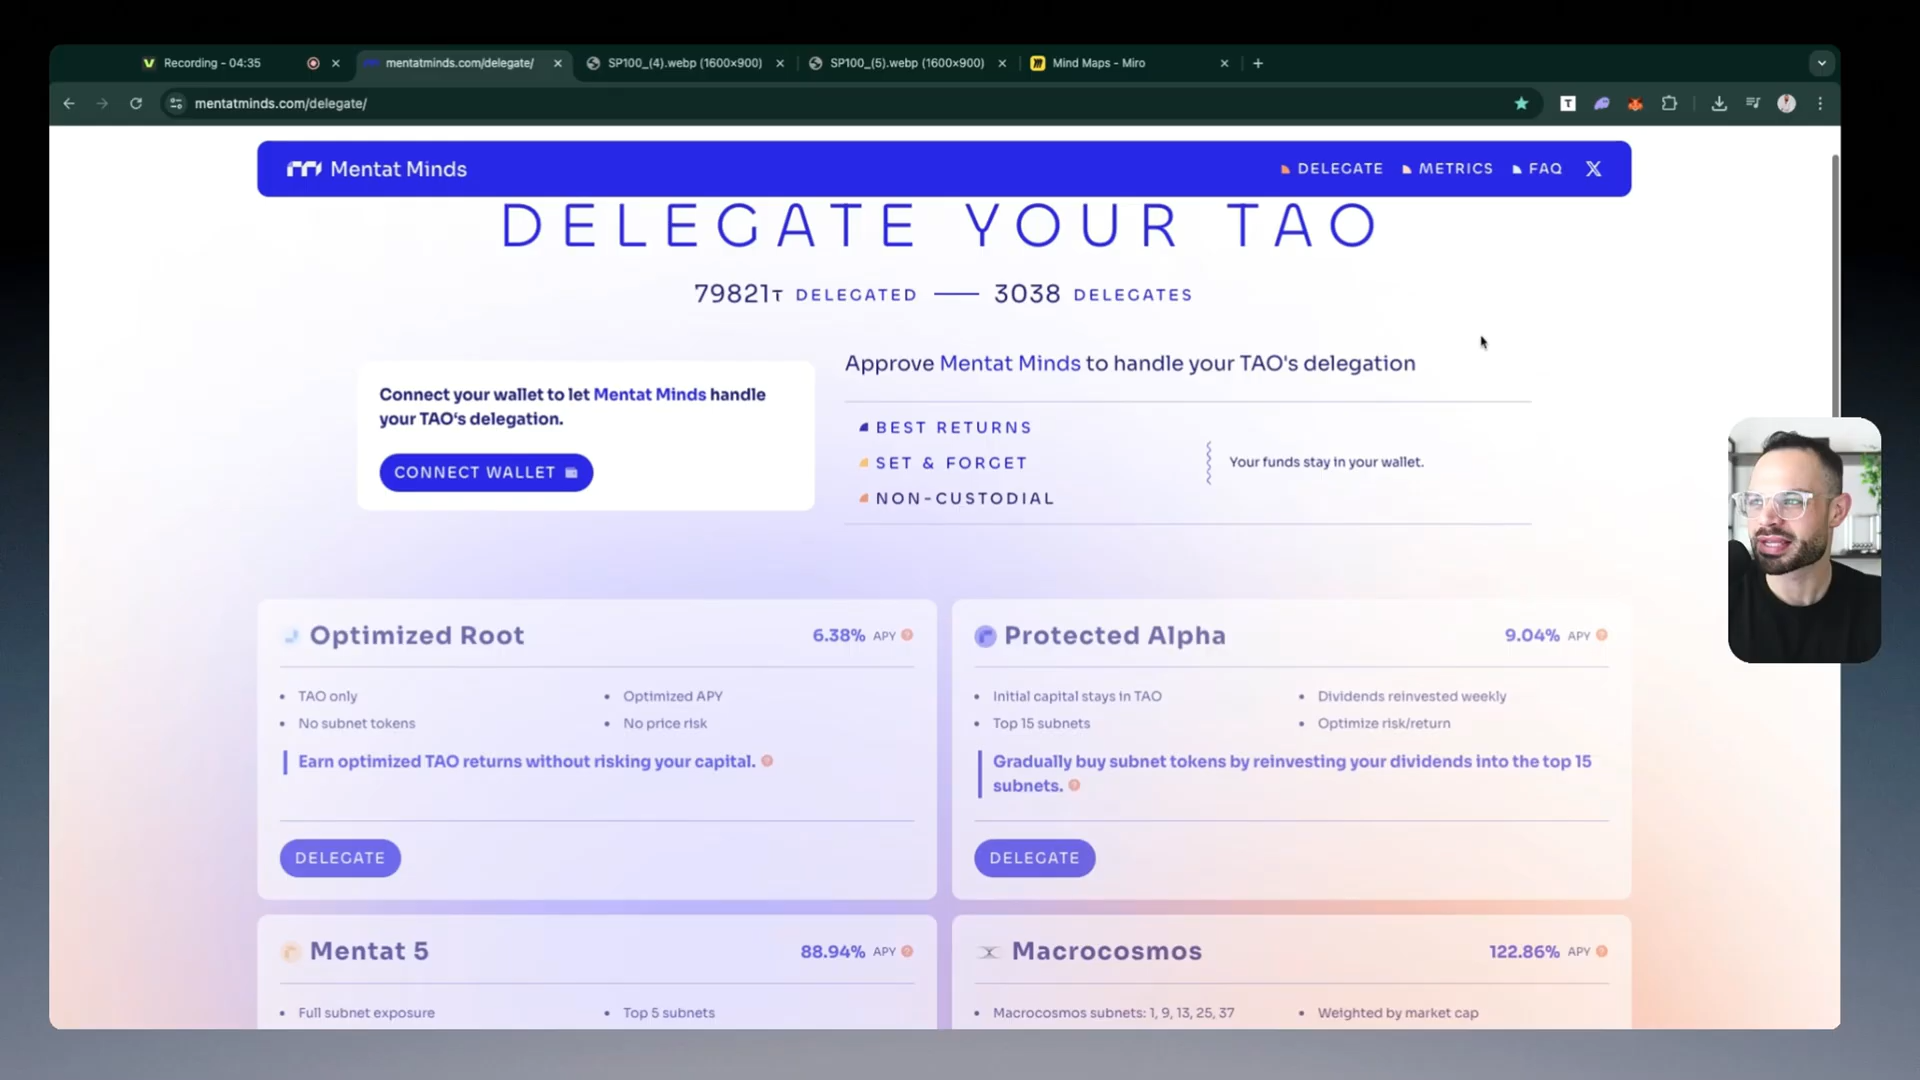 Recording - 04:35
mentatminds.com/delegate/
SP100_(4).webp (1600×900)
SP100_(5).webp (1600×900)
Mind Maps - Miro
mentatminds.com/delegate/
Mentat Minds
DELEGATE
METRICS
FAQ
DELEGATE YOUR TAO
79821τ DELEGATED
3038 DELEGATES
Connect your wallet to let Mentat Minds handle
your TAO‘s delegation.
CONNECT WALLET
Approve Mentat Minds to handle your TAO's delegation
BEST RETURNS
SET & FORGET
NON-CUSTODIAL
Your funds stay in your wallet.
Optimized Root
6.38% APY
TAO only
Optimized APY
No subnet tokens
No price risk
Earn optimized TAO returns without risking your capital.
DELEGATE
Protected Alpha
9.04% APY
Initial capital stays in TAO
Dividends reinvested weekly
Top 15 subnets
Optimize risk/return
Gradually buy subnet tokens by reinvesting your dividends into the top 15
subnets.
DELEGATE
Mentat 5
88.94% APY
Full subnet exposure
Top 5 subnets
Macrocosmos
122.86% APY
Macrocosmos subnets: 1, 9, 13, 25, 37
Weighted by market cap